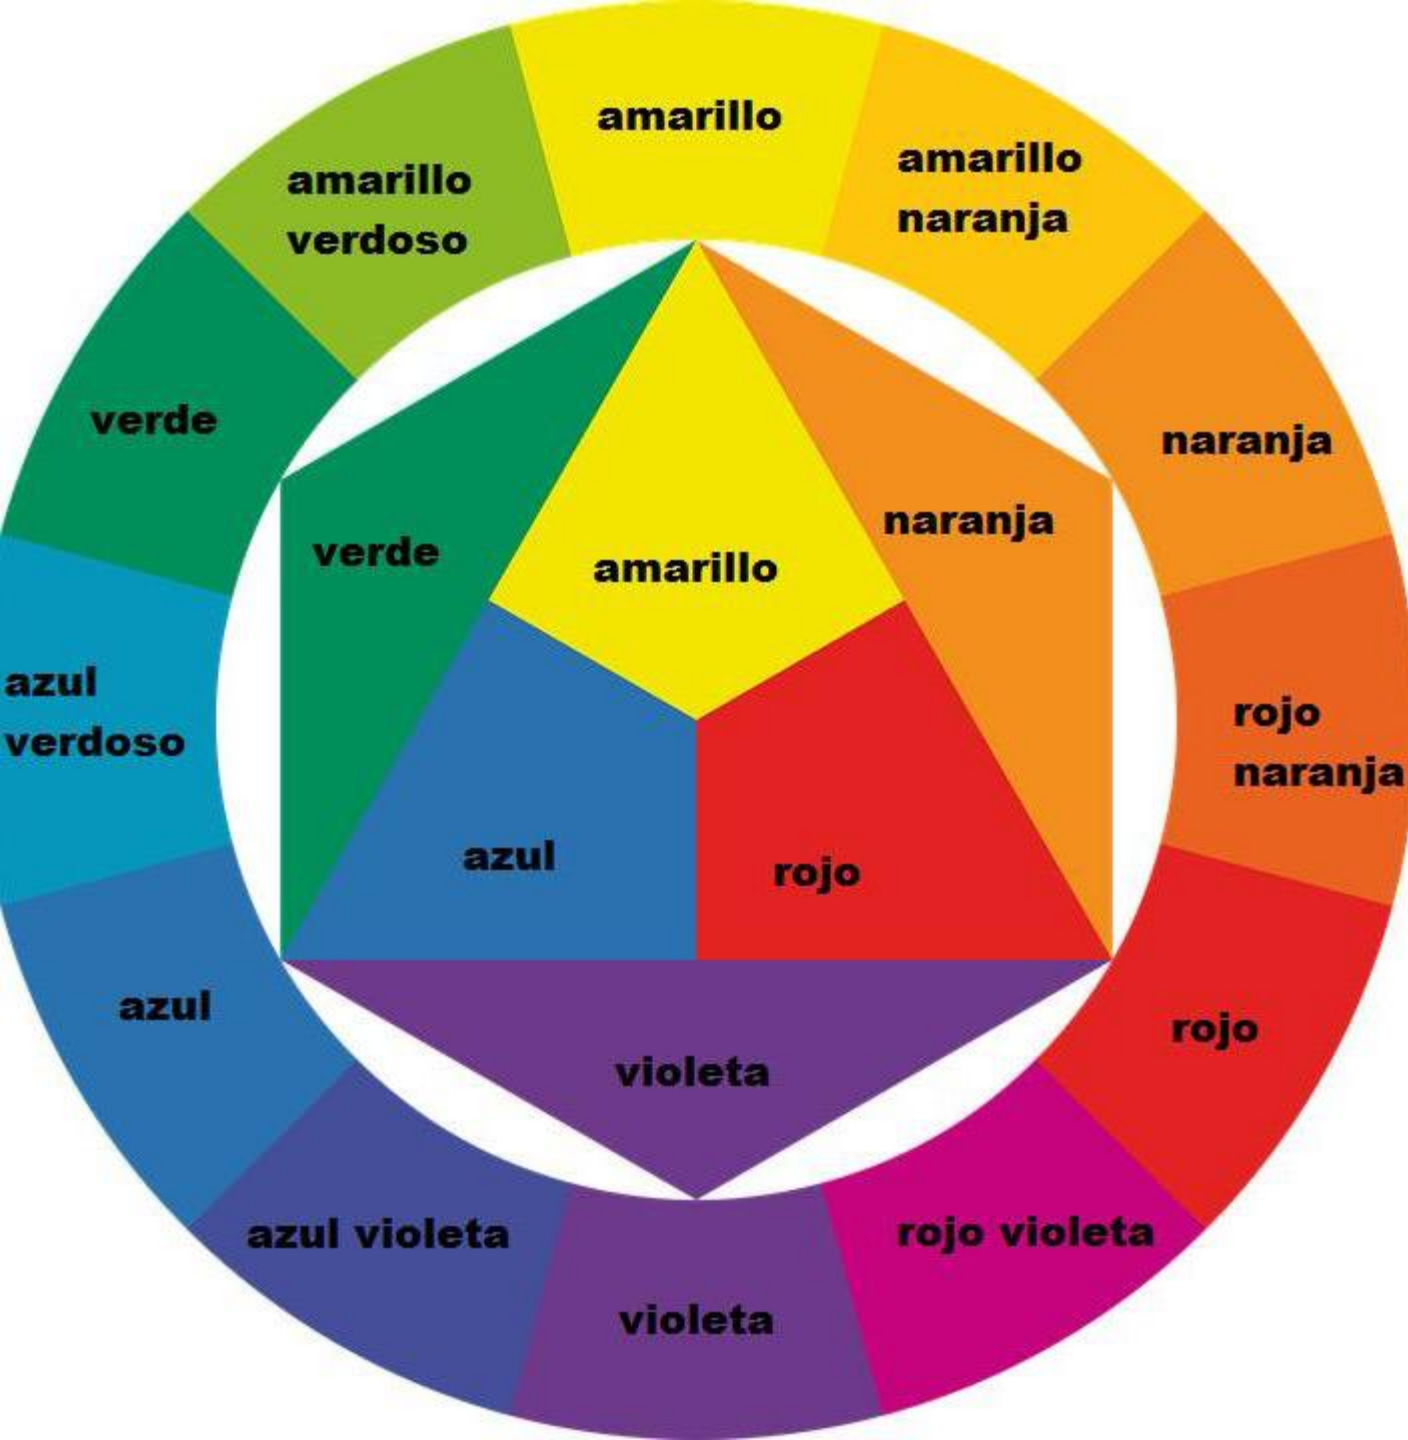 amarillo
amarillo
naranja
amarillo
verdoso
verde
naranja
naranja
verde
amarillo
azul
verdoso
rojo
naranja
azul
rojo
azul
rojo
violeta
azul violeta
rojo violeta
violeta